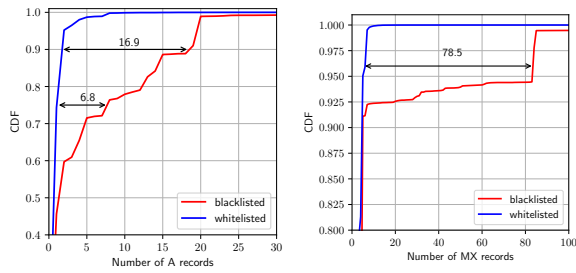 1.0
0.9
0.8
0.7
0.6
0.5
0.4
CDF
16.9
6.8
blacklisted
whitelisted
0 5 10 15 20 25 30
Number of A records
1.000
0.975
0.950
0.925
0.900
0.875
0.850
0.825
0.800
CDF
78.5
blacklisted
whitelisted
0 20 40 60 80 100
Number of MX records